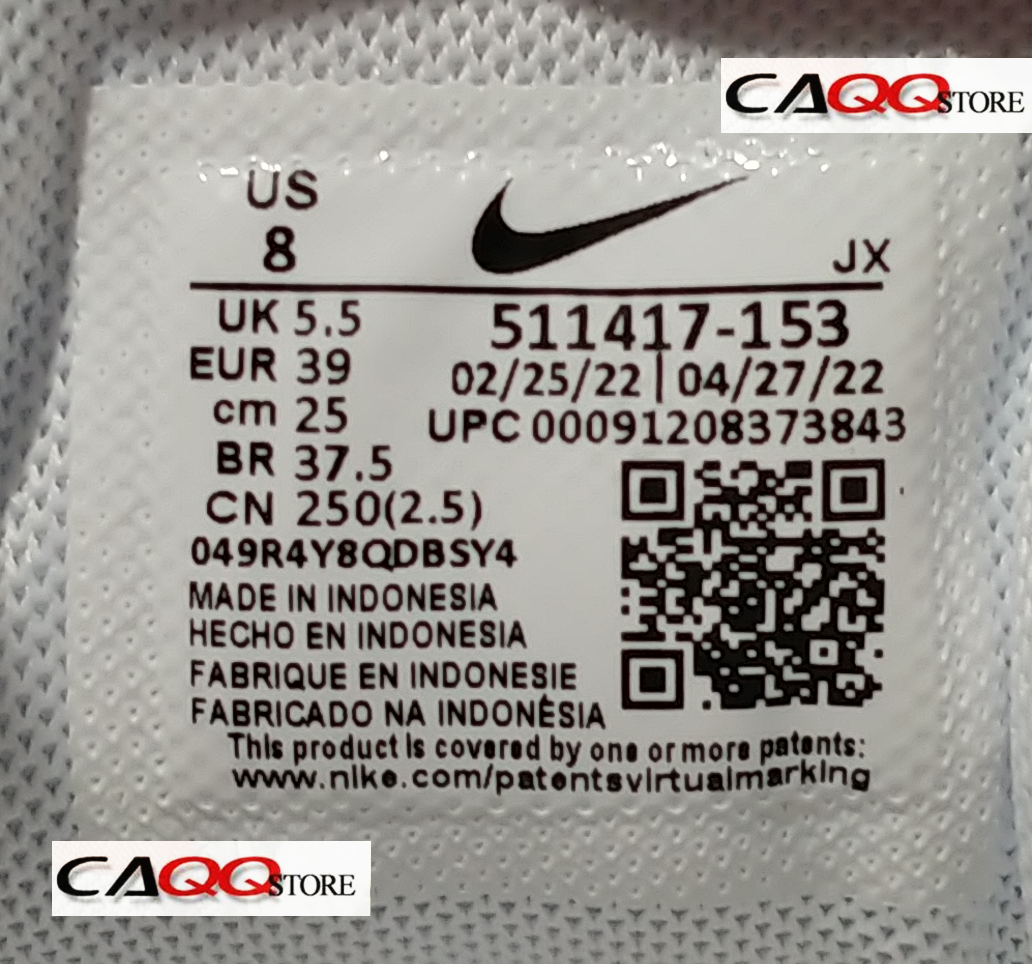 CAQQSTORE
US
8
JX
UK 5.5
511417-153
EUR 39
02/25/22 | 04/27/22
cm 25
UPC 00091208373843
BR 37.5
CN 250(2.5)
049R4Y8QDBSY4
MADE IN INDONESIA
HECHO EN INDONESIA
FABRIQUE EN INDONESIE
FABRICADO NA INDONÉSIA
This product is covered by one or more patents:
www.nike.com/patentsvirtualmarking
CAQQSTORE